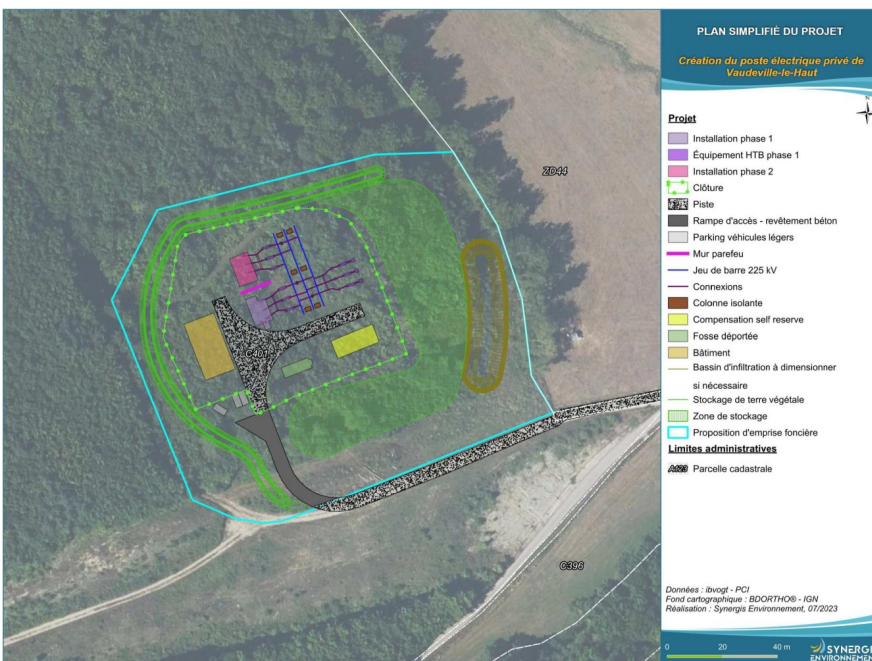 PLAN SIMPLIFIÉ DU PROJET
Création du poste électrique privé de
Vaudeville-le-Haut
N
Projet
Installation phase 1
Équipement HTB phase 1
Installation phase 2
Clôture
Piste
Rampe d'accès - revêtement béton
Parking véhicules légers
Mur parefeu
Jeu de barre 225 kV
Connexions
Colonne isolante
Compensation self reserve
Fosse déportée
Bâtiment
Bassin d'infiltration à dimensionner
si nécessaire
Stockage de terre végétale
Zone de stockage
Proposition d'emprise foncière
Limites administratives
A123 Parcelle cadastrale
ZD44
C401
C396
Données : ibvogt - PCI
Fond cartographique : BDORTHO® - IGN
Réalisation : Synergis Environnement, 07/2023
0 20 40 m
SYNERGIS
ENVIRONNEMENT